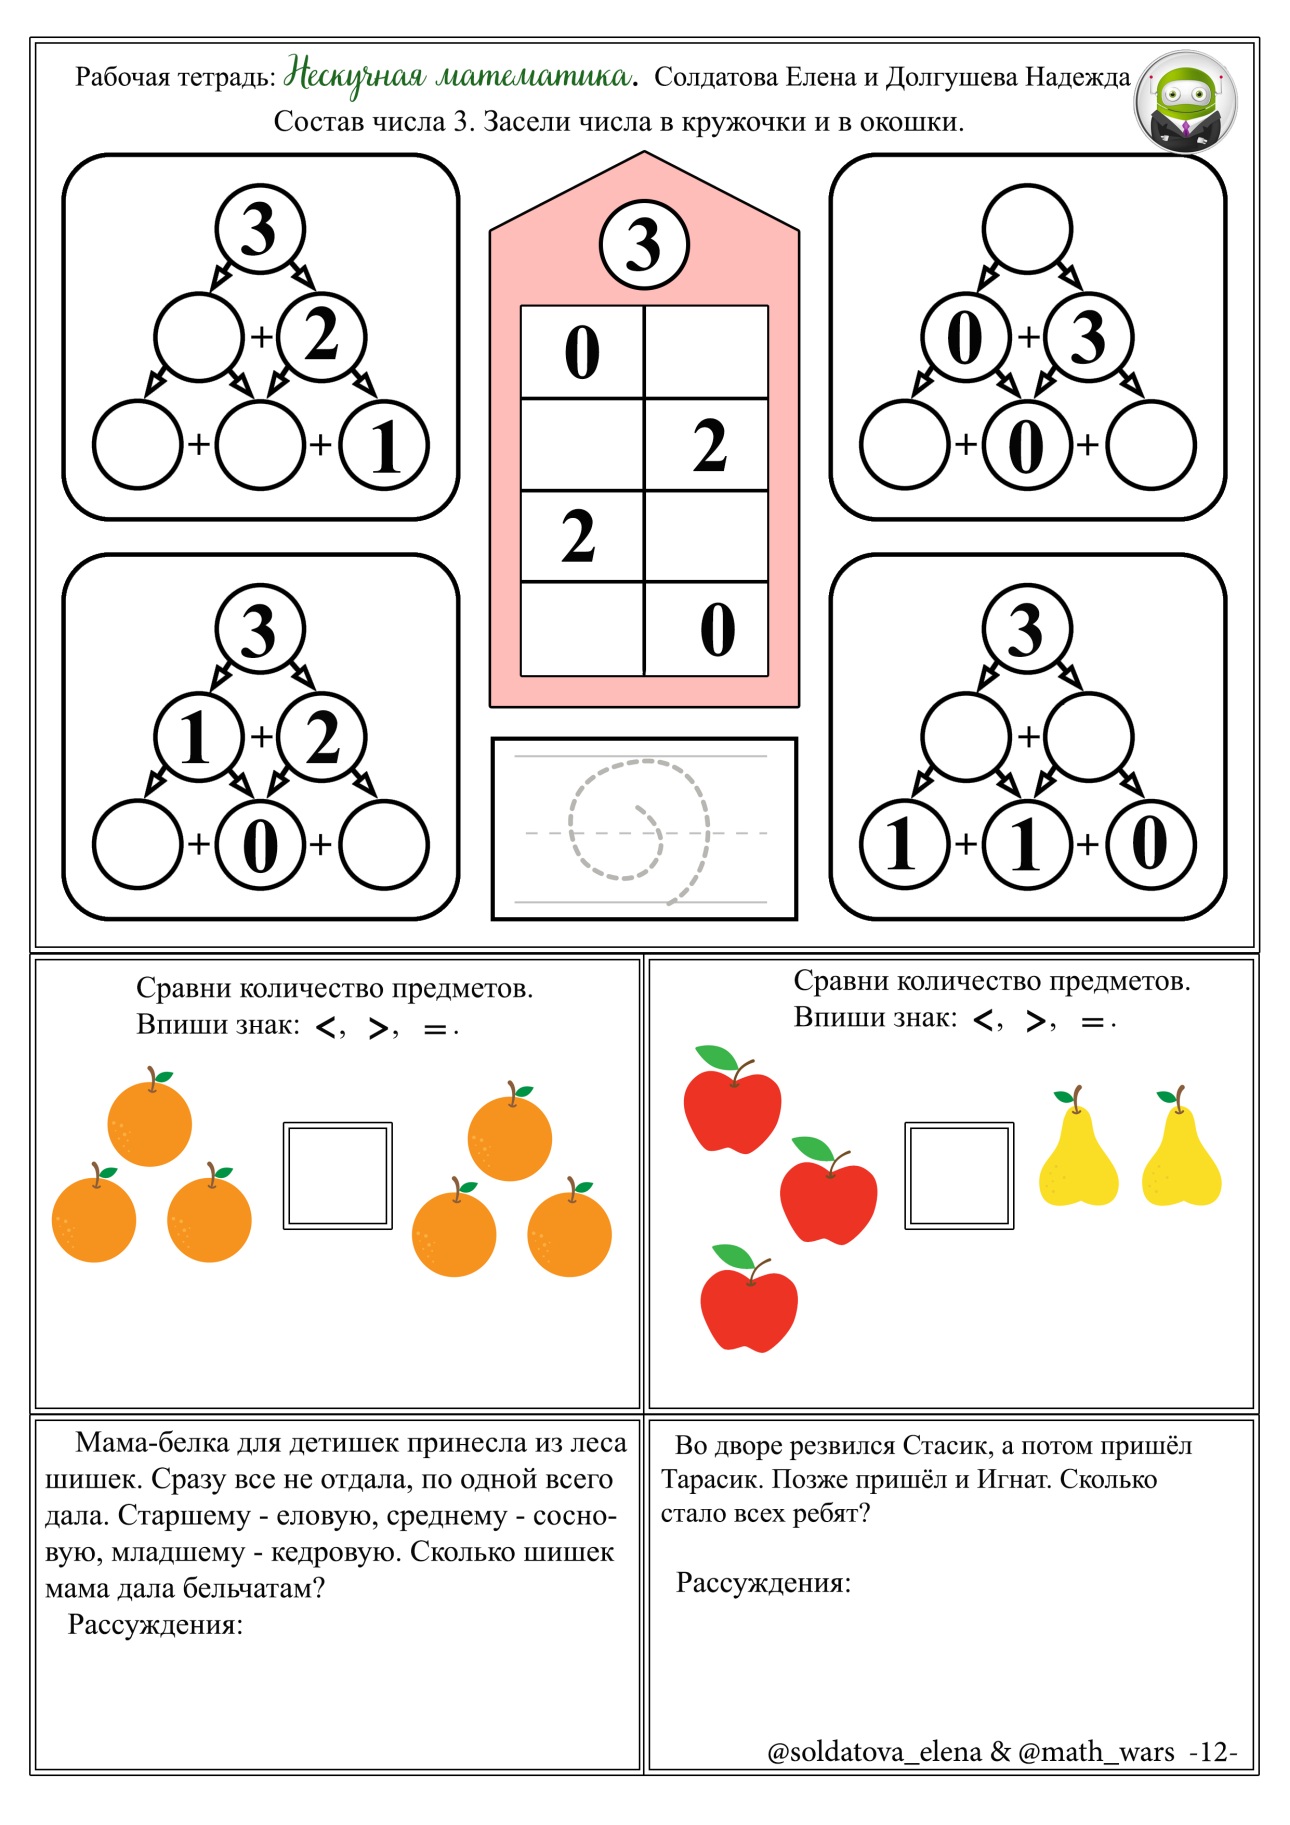 Рабочая тетрадь: Нескучная математика. Солдатова Елена и Долгушева Надежда
Состав числа 3. Засели числа в кружочки и в окошки.
3
+ 2
+ + 1
3
0
2
2
0
0 + 3
+ 0 +
3
1 + 2
+ 0 +
3
+
1 + 1 + 0
Сравни количество предметов.
Впиши знак: <, >, = .
Сравни количество предметов.
Впиши знак: <, >, = .
Мама-белка для детишек принесла из леса
шишек. Сразу все не отдала, по одной всего
дала. Старшему - еловую, среднему - сосно-
вую, младшему - кедровую. Сколько шишек
мама дала бельчатам?
Рассуждения:
Во дворе резвился Стасик, а потом пришёл
Тарасик. Позже пришёл и Игнат. Сколько
стало всех ребят?
Рассуждения:
@soldatova_elena & @math_wars -12-